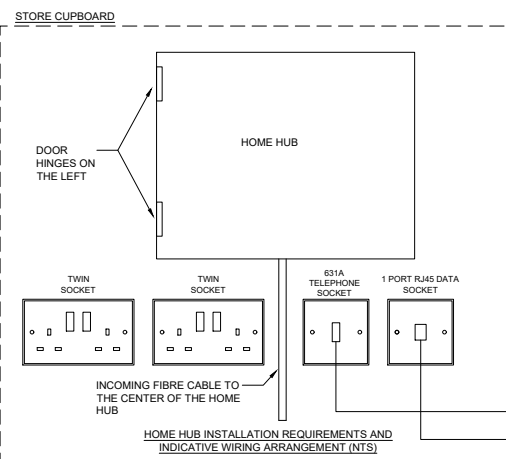 STORE CUPBOARD
HOME HUB
DOOR
HINGES ON
THE LEFT
TWIN
SOCKET
TWIN
SOCKET
631A
TELEPHONE
SOCKET
1 PORT RJ45 DATA
SOCKET
INCOMING FIBRE CABLE TO
THE CENTER OF THE HOME
HUB
HOME HUB INSTALLATION REQUIREMENTS AND
INDICATIVE WIRING ARRANGEMENT (NTS)